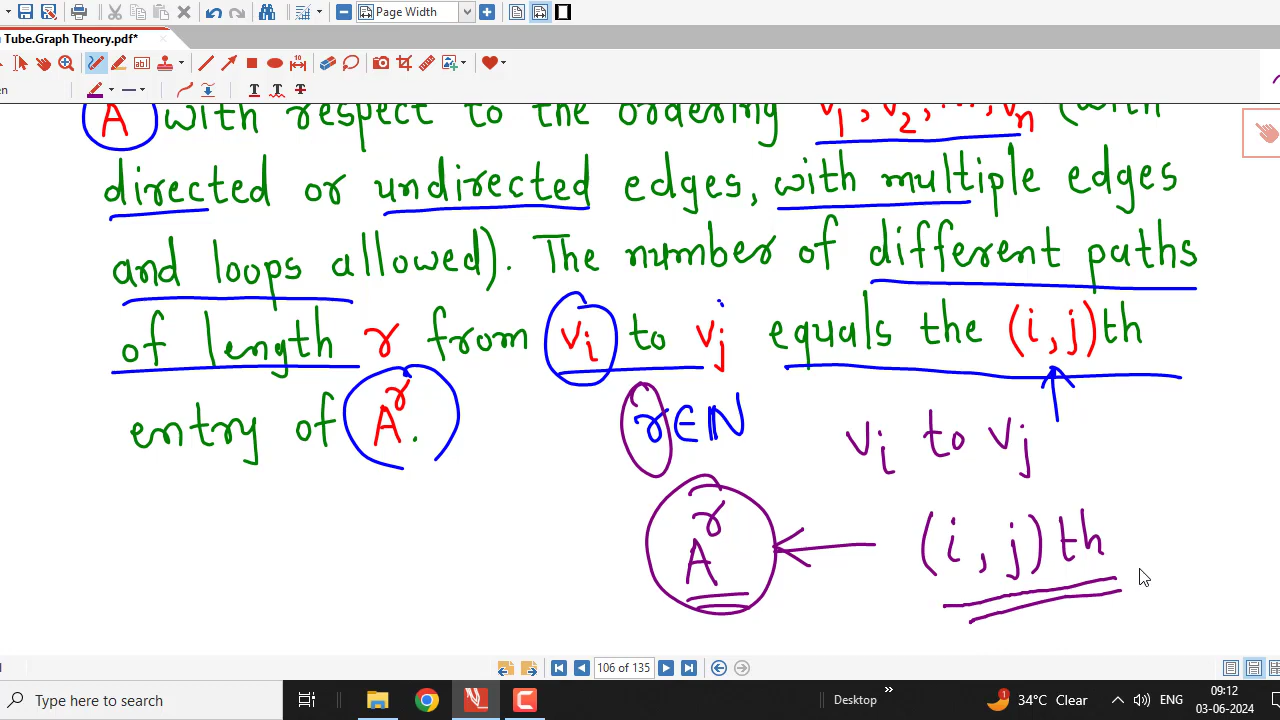 Page Width
Tube.Graph Theory.pdf*
A with respect to the ordering v1, v2, ..., vn (with
directed or undirected edges, with multiple edges
and loops allowed). The number of different paths
of length r from vi to vj equals the (i, j)th
entry of A^r. r∈ℕ
vi to vj
A^r ← (i, j)th
106 of 135
Type here to search
Desktop
34°C Clear
ENG
09:12
03-06-2024